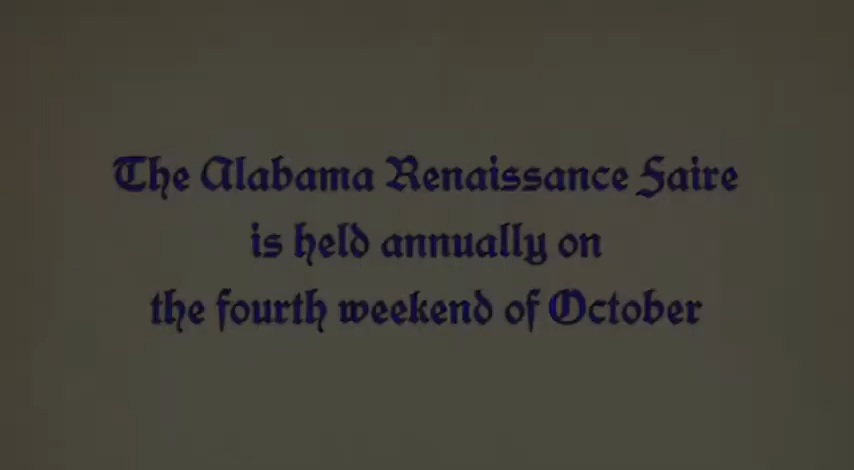 The Alabama Renaissance Faire
is held annually on
the fourth weekend of October